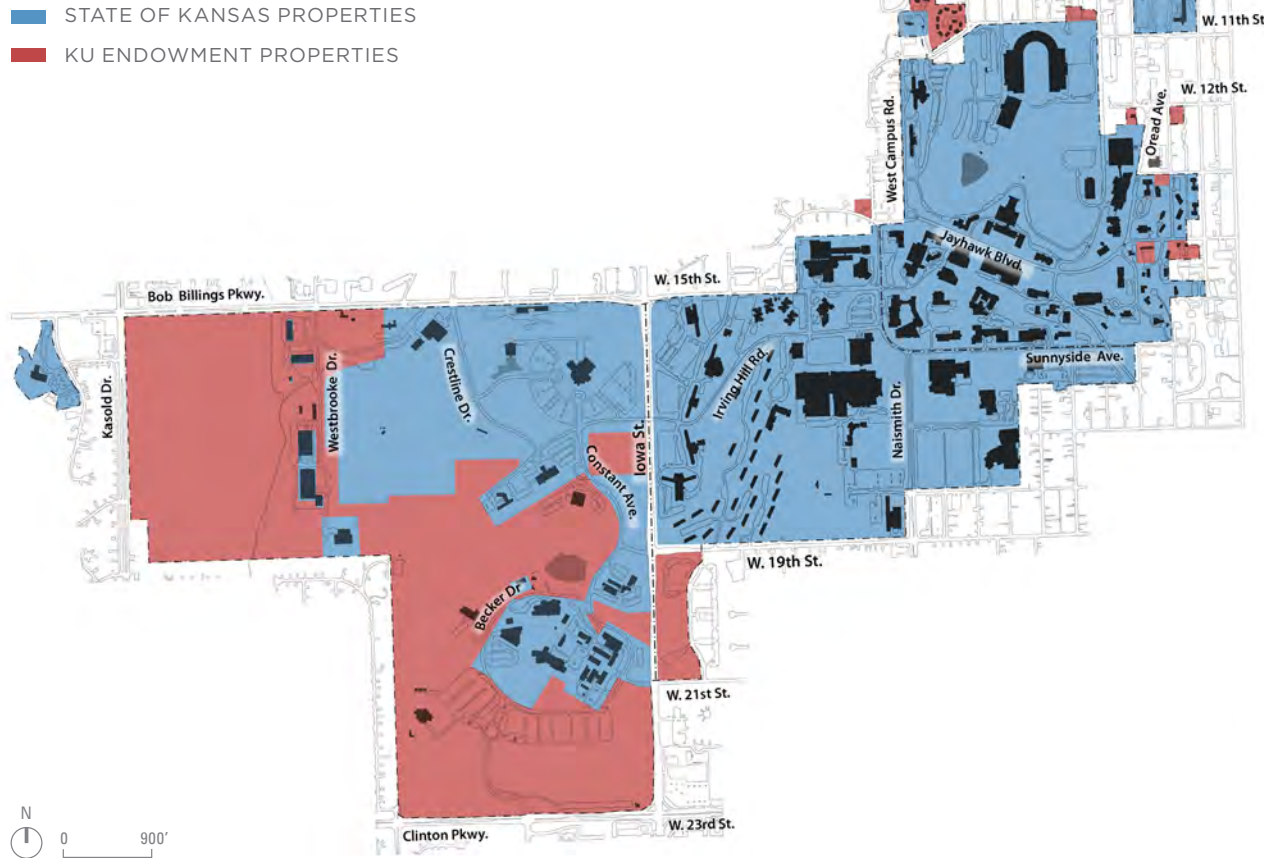 STATE OF KANSAS PROPERTIES
KU ENDOWMENT PROPERTIES
W. 11th St
W. 12th St.
Oread Ave.
West Campus Rd.
Jayhawk Blvd.
W. 15th St.
Bob Billings Pkwy.
Sunnyside Ave.
Kasold Dr.
Westbrooke Dr.
Crestline Dr.
Irving Hill Rd.
Naismith Dr.
Iowa St.
Constant Ave.
W. 19th St.
Becker Dr
W. 21st St.
W. 23rd St.
Clinton Pkwy.
N
0 900'